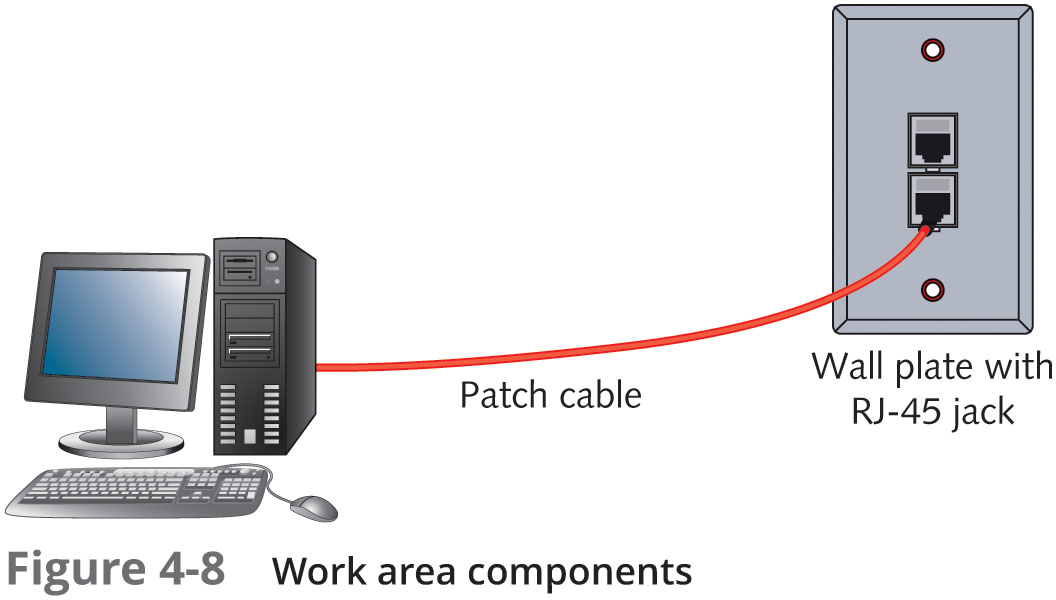 Patch cable
Wall plate with
RJ-45 jack
Figure 4-8 Work area components